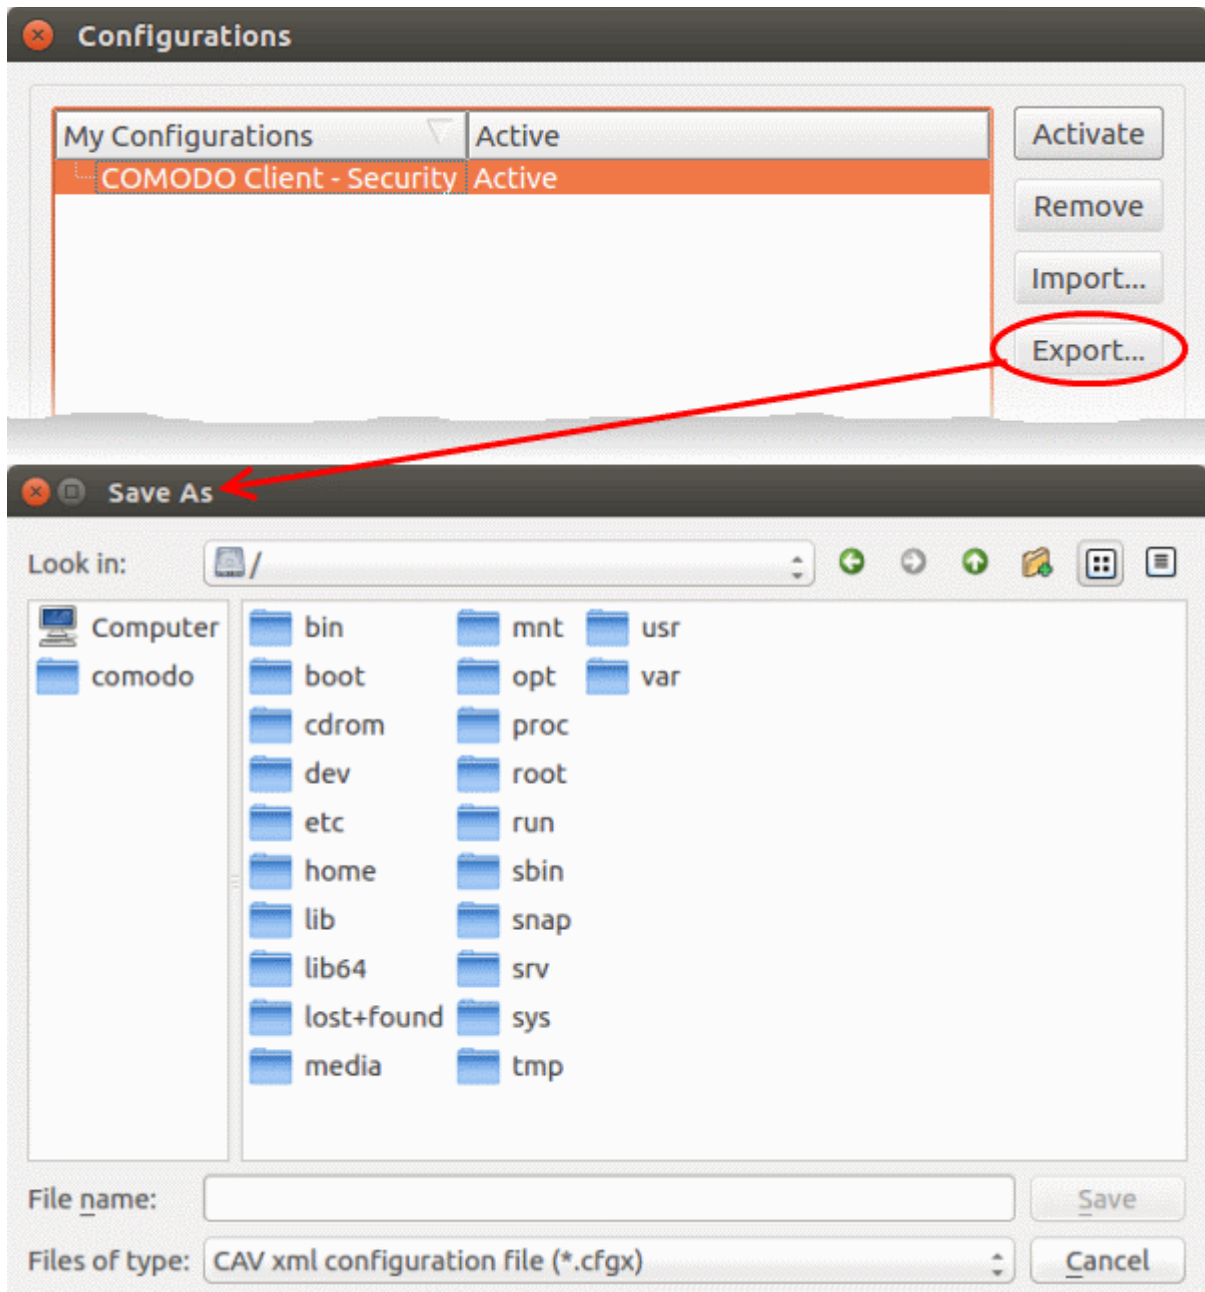 Configurations
My Configurations Active
COMODO Client - Security Active
Activate
Remove
Import...
Export...
Save As
Look in: /
Computer
comodo
bin mnt usr
boot opt var
cdrom proc
dev root
etc run
home sbin
lib snap
lib64 srv
lost+found sys
media tmp
File name: Save
Files of type: CAV xml configuration file (*.cfgx) Cancel